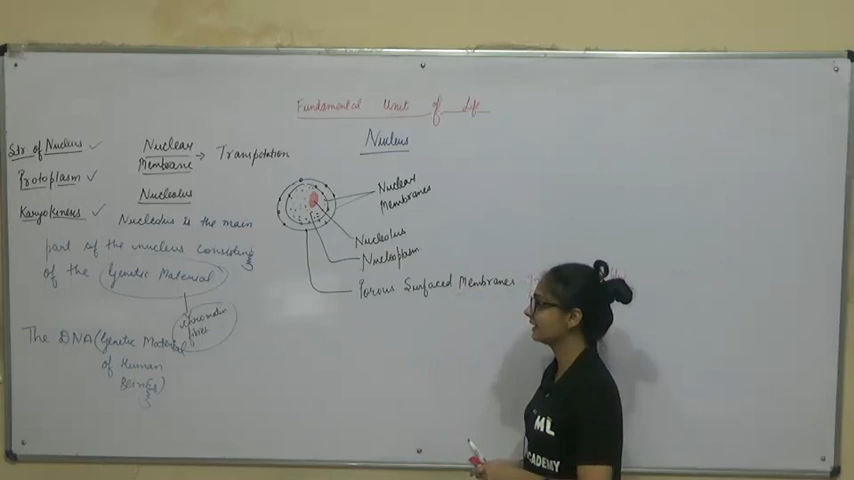 Fundamental Unit of Life
Nucleus
Str of Nucleus
Protoplasm
Karyokinesis
Nuclear
Membrane → Tranpotation
Nucleolus
Nucleolus is the main
part of the nucleus consisting
of the Genetic Material
chromatin
The DNA (Genetic Material
of Human
Beings)
Nuclear
Membranes
Nucleolus
Nucleoplasm
Porous Surfaced Membranes
ML
ACADEMY